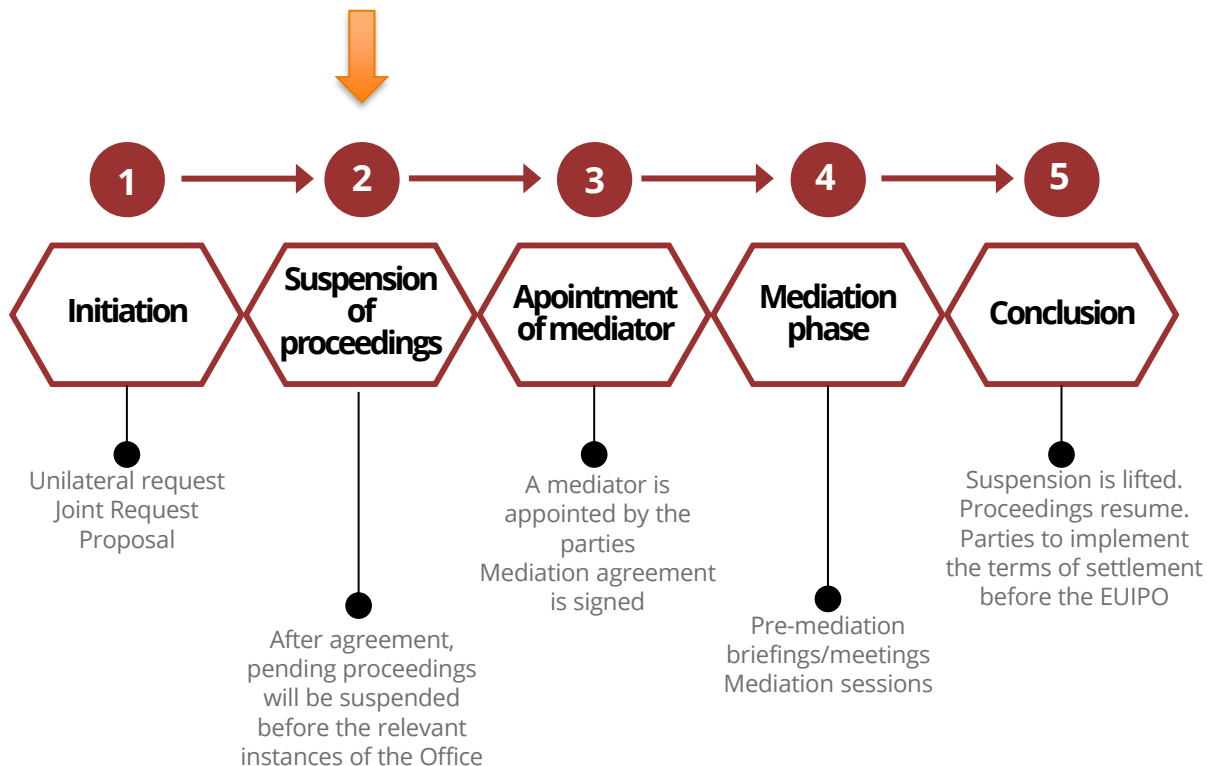 1
2
3
4
5
Initiation
Suspension
of
proceedings
Apointment
of mediator
Mediation
phase
Conclusion
Unilateral request
Joint Request
Proposal
After agreement,
pending proceedings
will be suspended
before the relevant
instances of the Office
A mediator is
appointed by the
parties
Mediation agreement
is signed
Pre-mediation
briefings/meetings
Mediation sessions
Suspension is lifted.
Proceedings resume.
Parties to implement
the terms of settlement
before the EUIPO